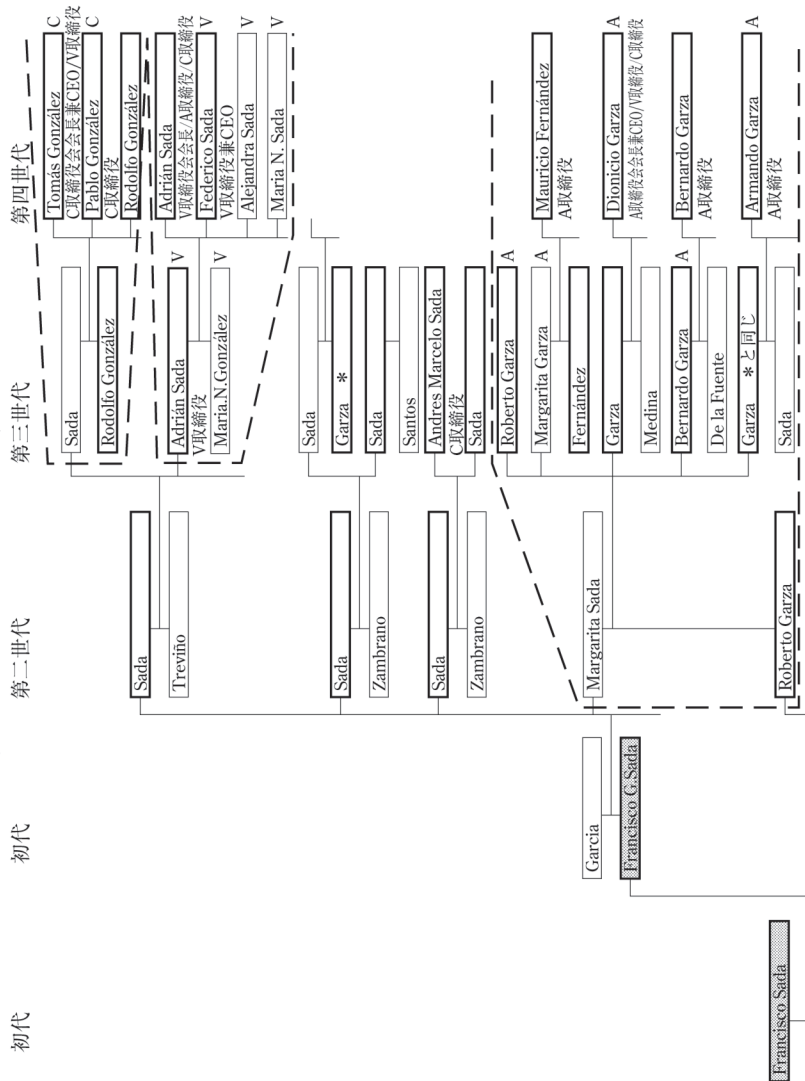 初代
初代
第二世代
第三世代
第四世代
Francisco Sada
Garcia
Francisco G.Sada
Sada
Treviño
Sada
Zambrano
Sada
Zambrano
Margarita Sada
Roberto Garza
Sada
Rodolfo González
Adrián Sada
V取締役
V
Maria.N.González
Sada
Garza *
Sada
Santos
Andres Marcelo Sada
C取締役
Sada
Roberto Garza
A
Margarita Garza
A
Fernández
Garza
Medina
Bernardo Garza
A
De la Fuente
Garza *と同じ
Sada
Tomás González
C
C取締役会会長兼CEO/V取締役
Pablo González
C
C取締役
Rodolfo González
Adrián Sada
V
V取締役会会長/A取締役/C取締役
Federico Sada
V
V取締役兼CEO
Alejandra Sada
V
Maria N. Sada
V
Mauricio Fernández
A取締役
Dionicio Garza
A
A取締役会会長兼CEO/V取締役/C取締役
Bernardo Garza
A取締役
Armando Garza
A
A取締役